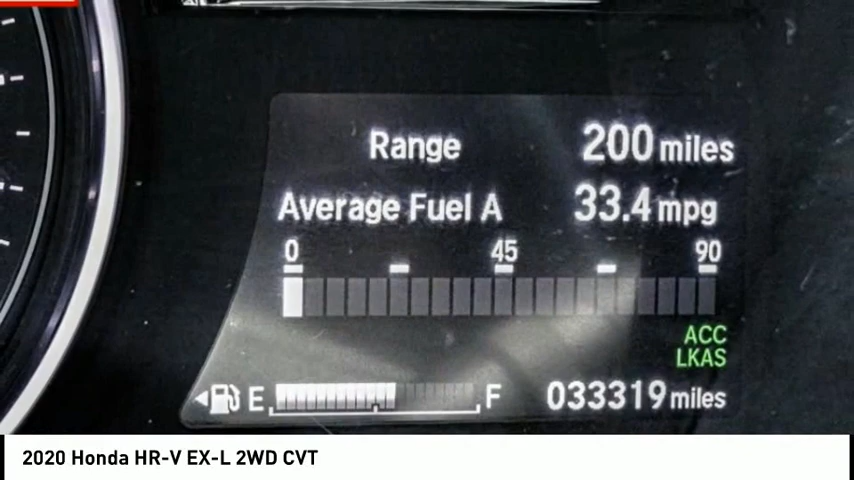 Range 200 miles
Average Fuel A 33.4 mpg
0 45 90
ACC
LKAS
E F 033319 miles
2020 Honda HR-V EX-L 2WD CVT